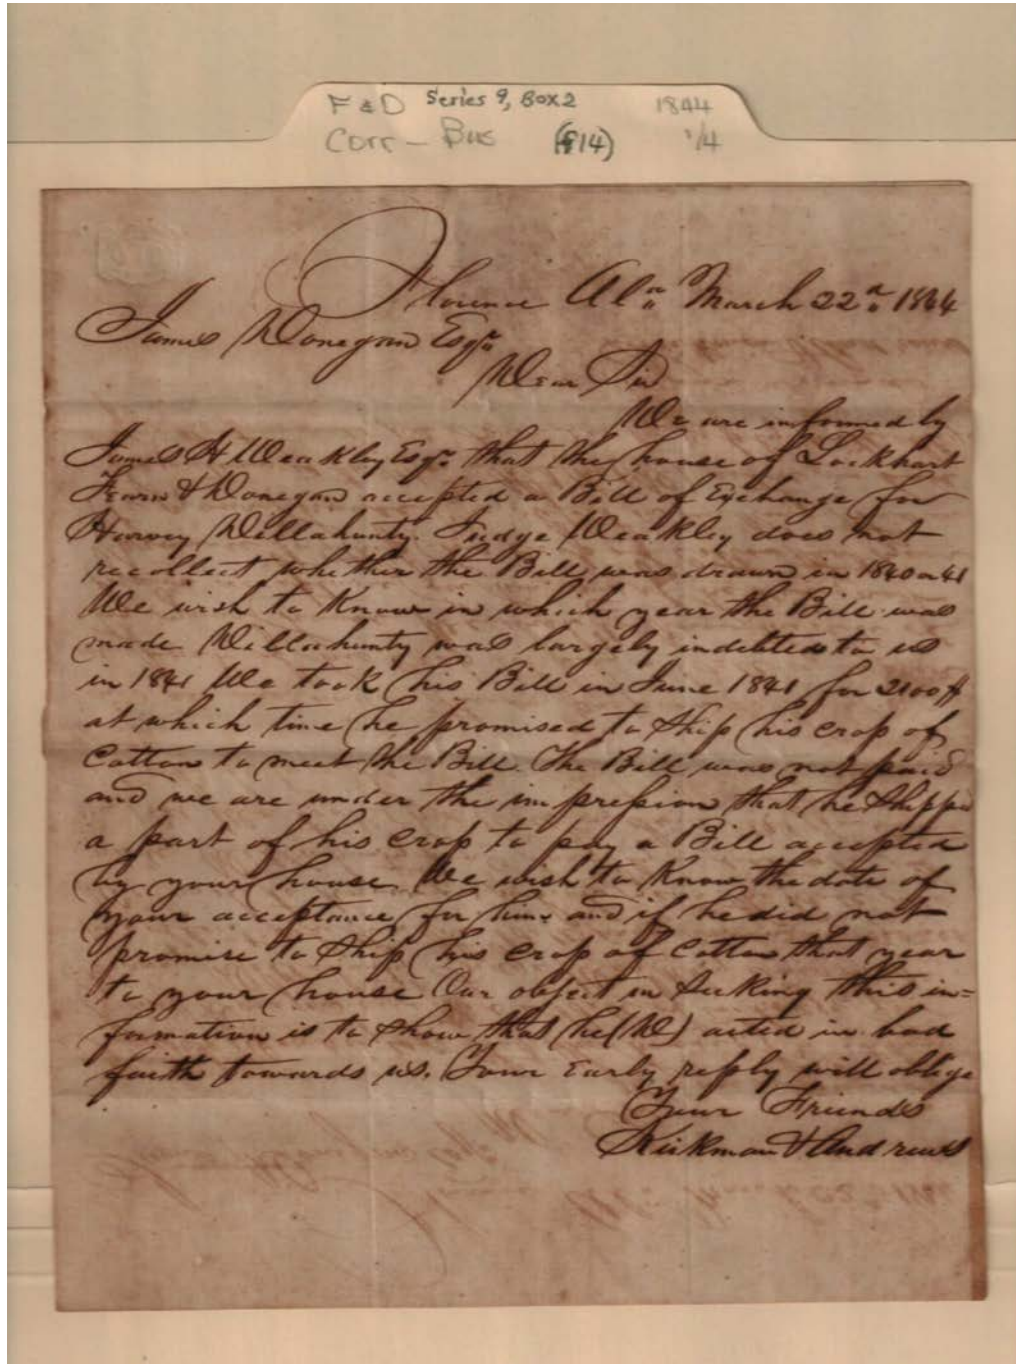 F & D Series 9, Box 2 1844
Corr - Bus (f14) 1/4
Florence Ala March 22d 1844
James Donegan Esqr
Dear Sir
We are informed by
James H Weakley Esqr that the house of Lockhart
Fearn & Donegan accepted a Bill of Exchange for
Harvey Dillahunty. Judge Weakley does not
recollect whether the Bill was drawn in 1840 or 41
We wish to Know in which year the Bill was
made Dillahunty was largely indebted to us
in 1841 We took his Bill in June 1841 for 2100
at which time he promised to Ship his crop of
Cotton to meet the Bill. The Bill was not paid
and we are under the impression that he Shipped
a part of his crop to pay a Bill accepted
by your house We wish to Know the date of
your acceptance for him and if he did not
promise to Ship his crop of Cotton that year
to your house Our object in Seeking this in=
formation is to Show that he (D) acted in bad
faith towards us. Your Early reply will oblige
Your Friends
Kirkman & Andrews